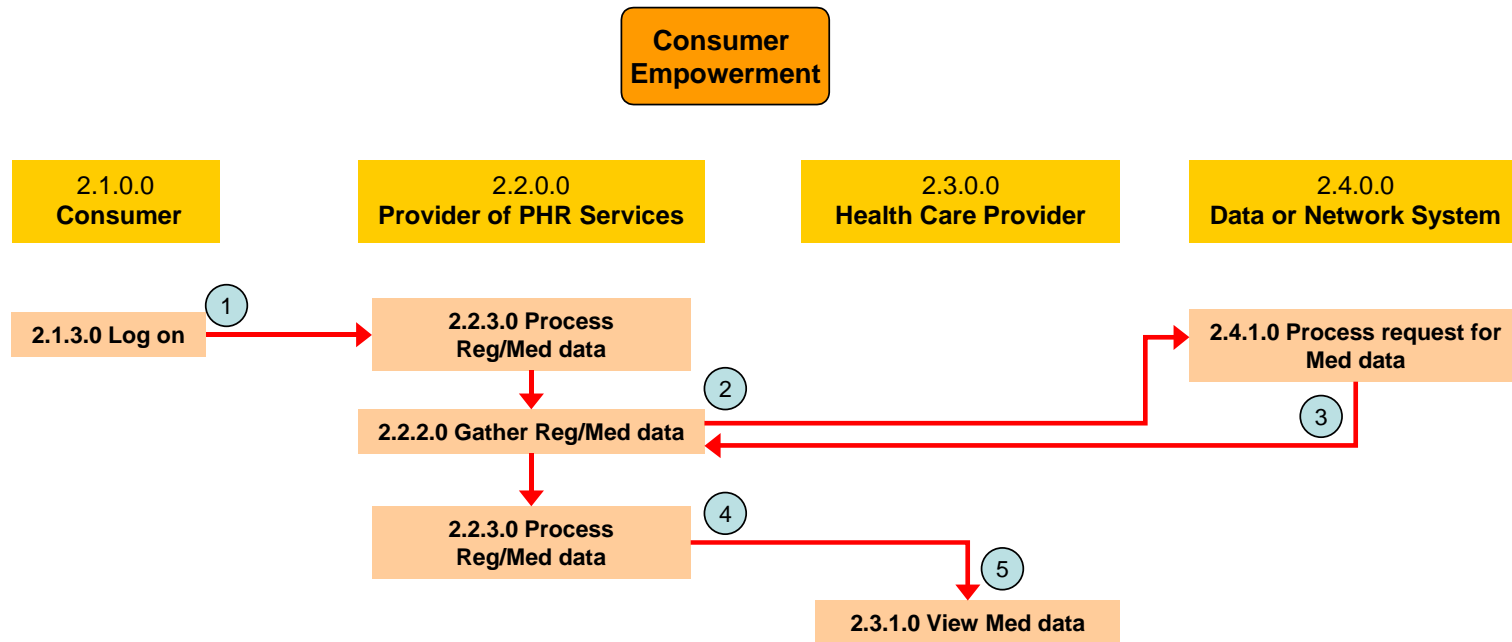 Consumer
Empowerment
2.1.0.0
Consumer
2.2.0.0
Provider of PHR Services
2.3.0.0
Health Care Provider
2.4.0.0
Data or Network System
1
2.1.3.0 Log on
2.2.3.0 Process
Reg/Med data
2.4.1.0 Process request for
Med data
2
3
2.2.2.0 Gather Reg/Med data
2.2.3.0 Process
Reg/Med data
4
5
2.3.1.0 View Med data